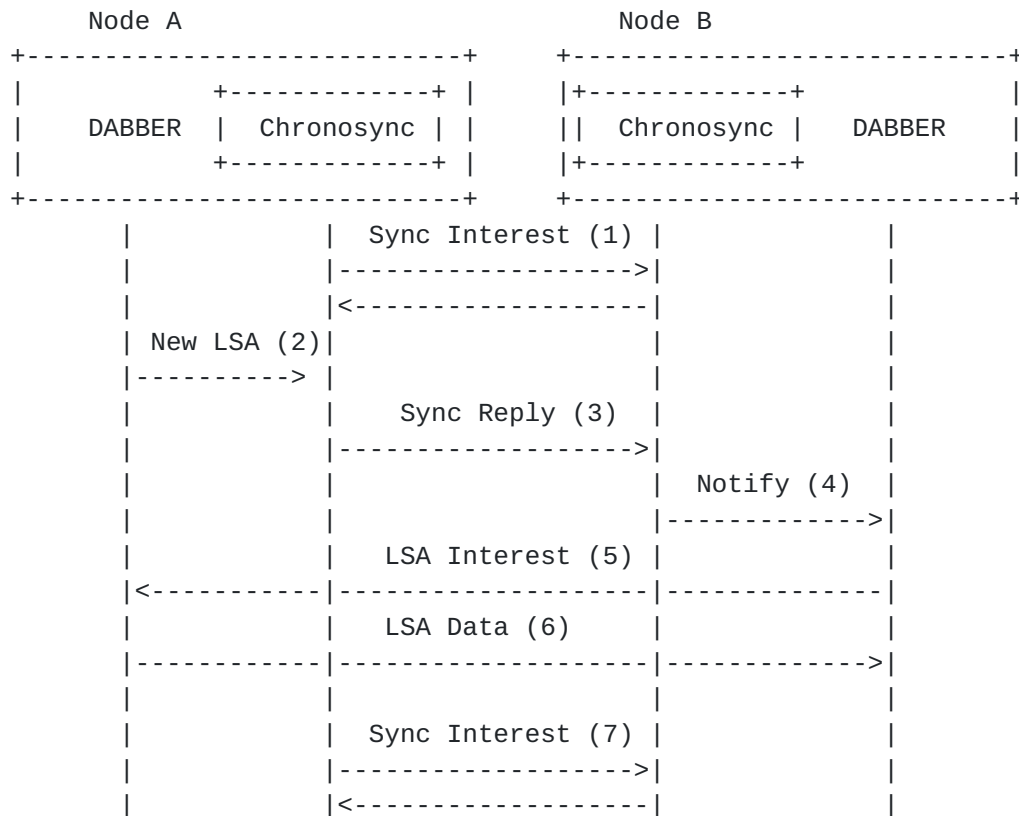 Node A Node B
DABBER Chronosync Chronosync DABBER
Sync Interest (1)
New LSA (2)
Sync Reply (3)
Notify (4)
LSA Interest (5)
LSA Data (6)
Sync Interest (7)